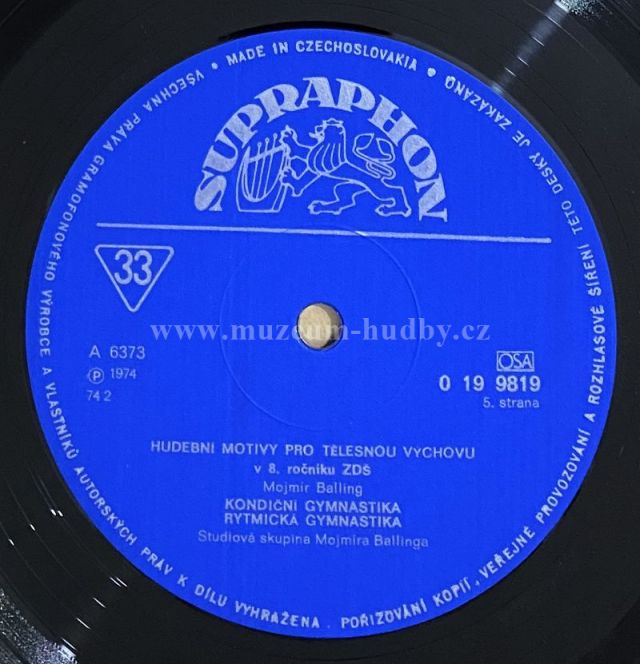 VŠECHNA PRÁVA GRAMOFONOVÉHO VÝROBCE A VLASTNÍKŮ AUTORSKÝCH PRÁV K DÍLU VYHRAŽENA. POŘIZOVÁNÍ KOPIÍ, VEŘEJNÉ PROVOZOVÁNÍ A ROZHLASOVÉ ŠÍŘENÍ TÉTO DESKY JE ZAKÁZÁNO • MADE IN CZECHOSLOVAKIA •
SUPRAPHON
33
www.muzeum-hudby.cz
A 6373
Ⓟ 1974
74 2
OSA
0 19 9819
5. strana
HUDEBNÍ MOTIVY PRO TĚLESNOU VÝCHOVU
v 8. ročníku ZDŠ
Mojmír Balling
KONDIČNÍ GYMNASTIKA
RYTMICKÁ GYMNASTIKA
Studiová skupina Mojmíra Ballinga